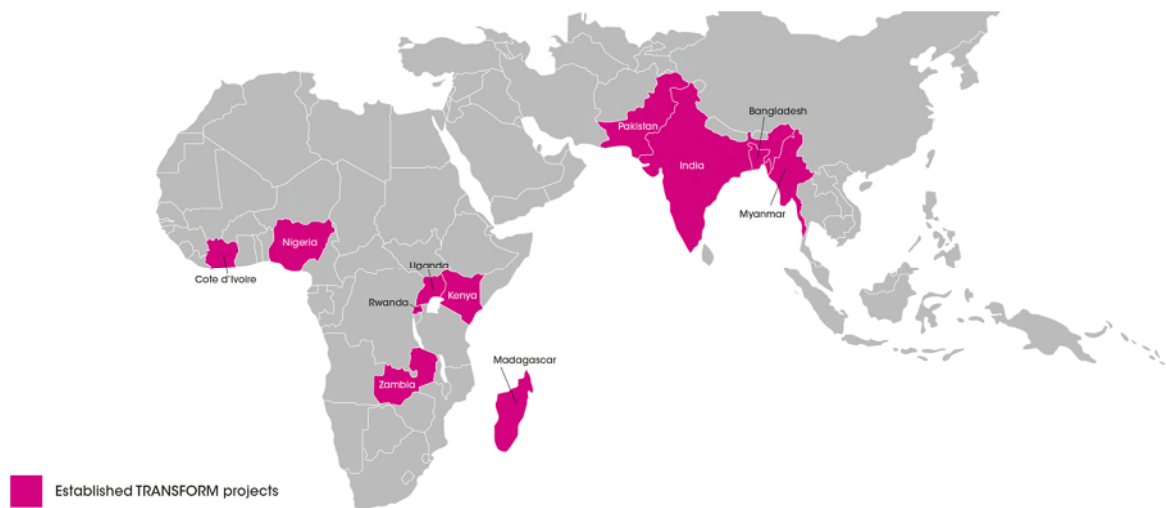 Bangladesh
Pakistan
India
Myanmar
Nigeria
Cote d'Ivoire
Uganda
Kenya
Rwanda
Madagascar
Zambia
Established TRANSFORM projects